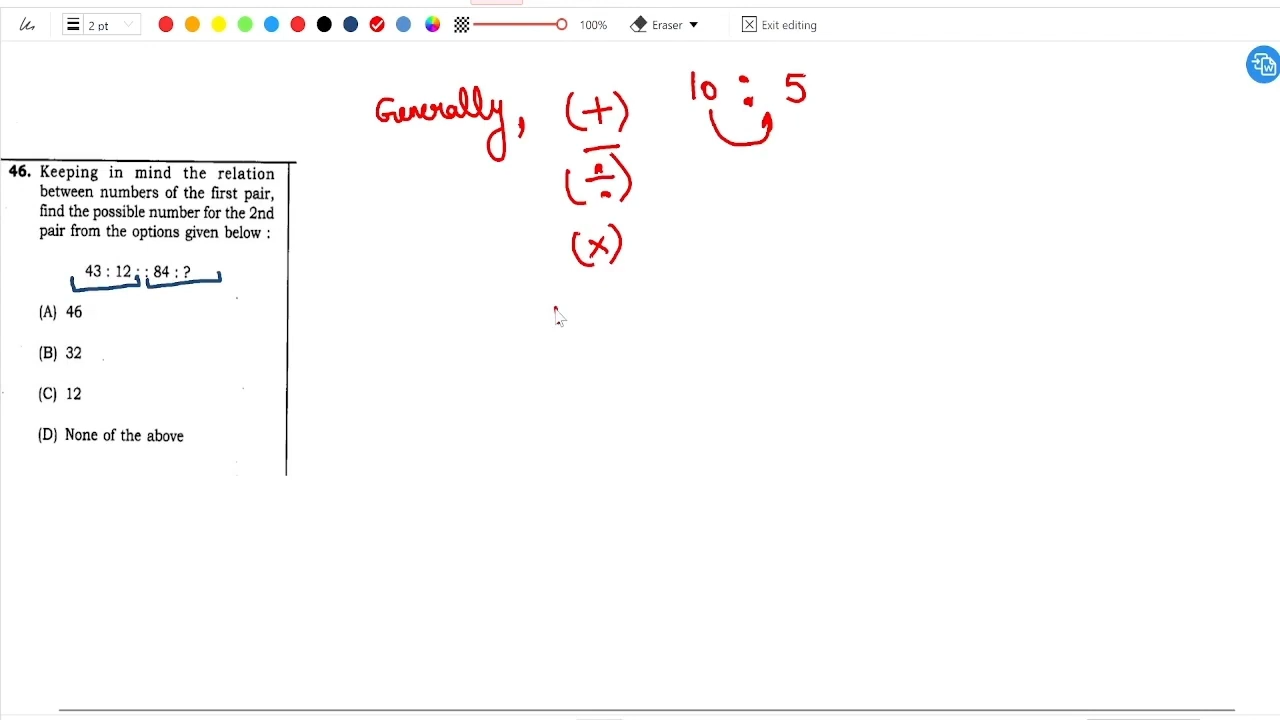 2 pt
100%
Eraser
Exit editing
Generally, (+) 10 : 5
(÷)
(×)
46. Keeping in mind the relation
between numbers of the first pair,
find the possible number for the 2nd
pair from the options given below :
43 : 12 : : 84 : ?
(A) 46
(B) 32
(C) 12
(D) None of the above